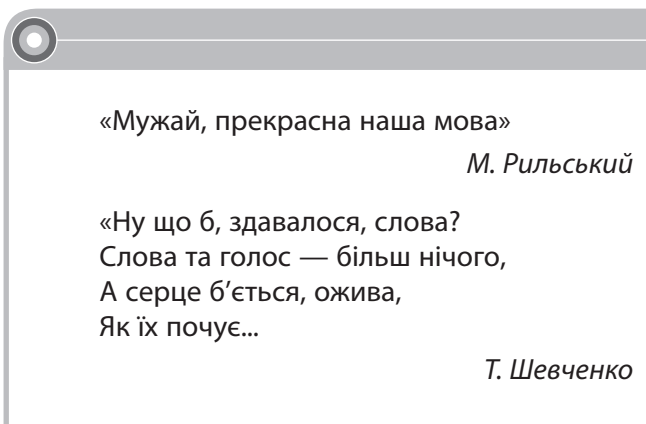 «Мужай, прекрасна наша мова»
М. Рильський
«Ну що б, здавалося, слова?
Слова та голос — більш нічого,
А серце б’ється, ожива,
Як їх почує...
Т. Шевченко